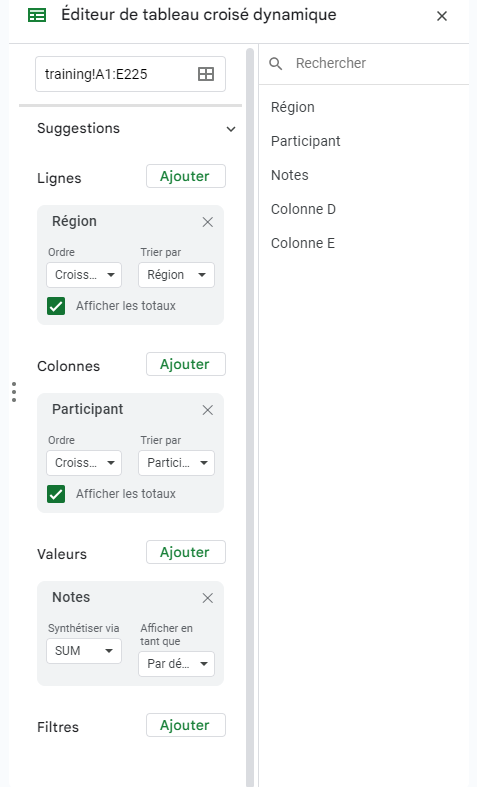 Éditeur de tableau croisé dynamique
training!A1:E225
Suggestions
Lignes
Ajouter
Région
Ordre
Trier par
Croiss...
Région
Afficher les totaux
Colonnes
Ajouter
Participant
Ordre
Trier par
Croiss...
Partici...
Afficher les totaux
Valeurs
Ajouter
Notes
Synthétiser via
Afficher en
tant que
SUM
Par dé...
Filtres
Ajouter
Rechercher
Région
Participant
Notes
Colonne D
Colonne E